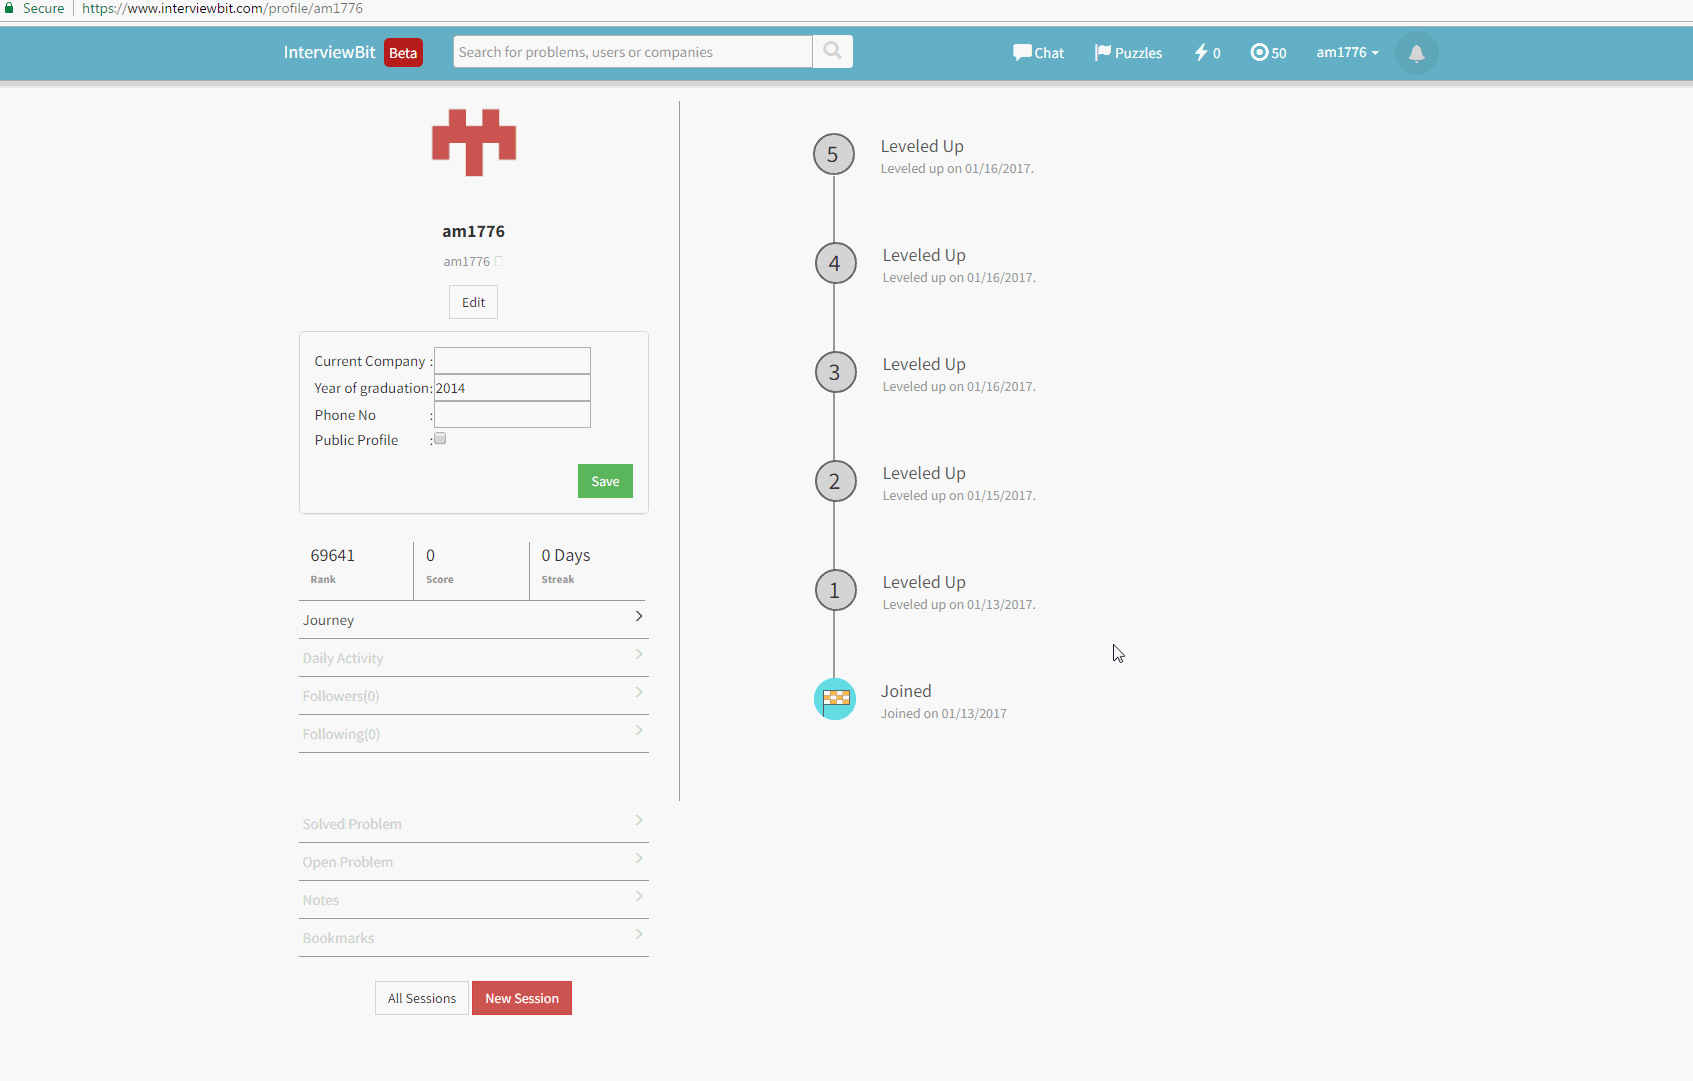 Secure https://www.interviewbit.com/profile/am1776
InterviewBit Beta Search for problems, users or companies Chat Puzzles 0 50 am1776
am1776
am1776
Edit
Current Company :
Year of graduation: 2014
Phone No :
Public Profile :
Save
69641 0 0 Days
Rank Score Streak
Journey
Daily Activity
Followers(0)
Following(0)
Solved Problem
Open Problem
Notes
Bookmarks
All Sessions New Session
5 Leveled Up
Leveled up on 01/16/2017.
4 Leveled Up
Leveled up on 01/16/2017.
3 Leveled Up
Leveled up on 01/16/2017.
2 Leveled Up
Leveled up on 01/15/2017.
1 Leveled Up
Leveled up on 01/13/2017.
Joined
Joined on 01/13/2017